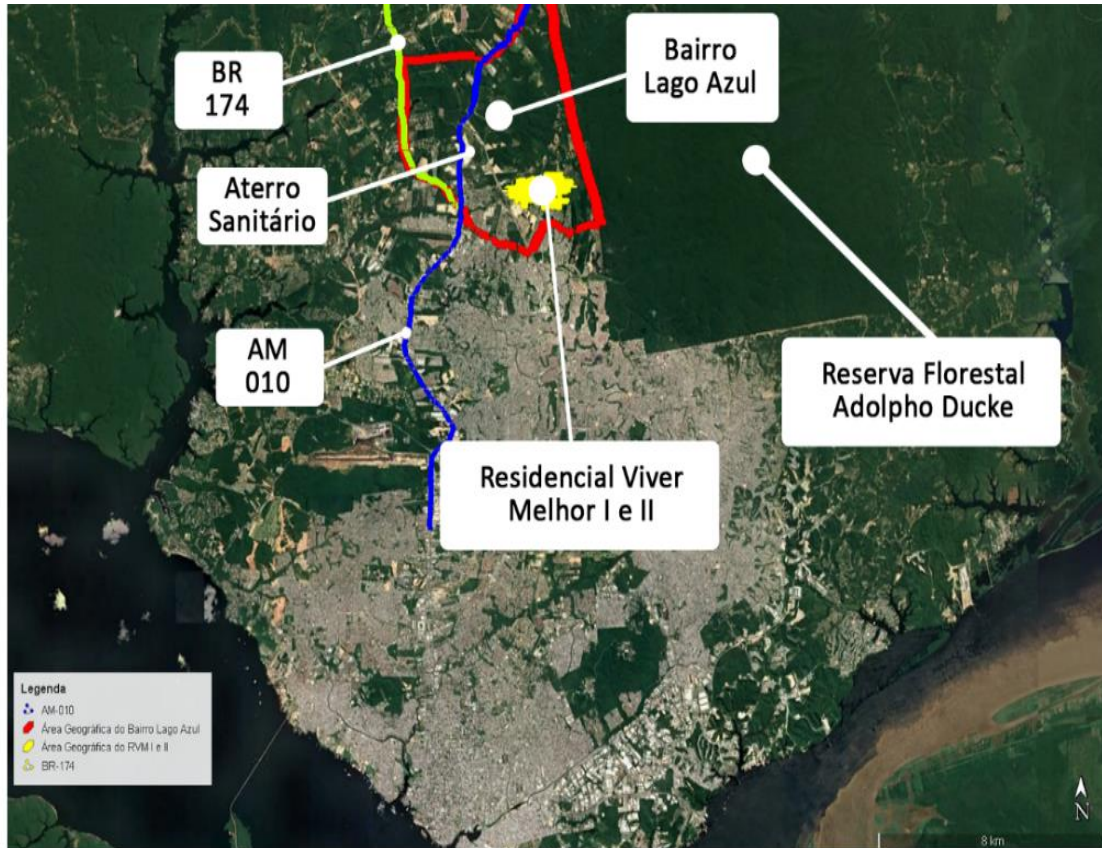 BR
174
Bairro
Lago Azul
Aterro
Sanitário
AM
010
Reserva Florestal
Adolpho Ducke
Residencial Viver
Melhor I e II
Legenda
AM-010
Área Geográfica do Bairro Lago Azul
Área Geográfica do RVM I e II
BR-174
N
8 km